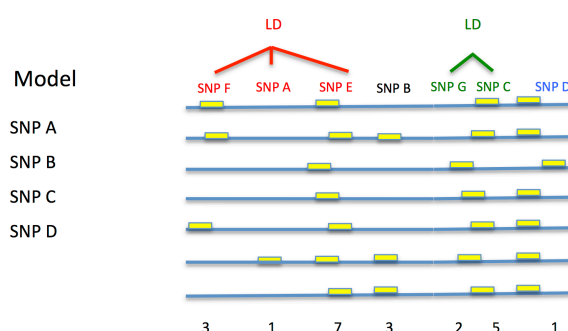 LD LD
Model
SNP F SNP A SNP E SNP B SNP G SNP C SNP D
SNP A
SNP B
SNP C
SNP D
3 1 7 3 2 5 1